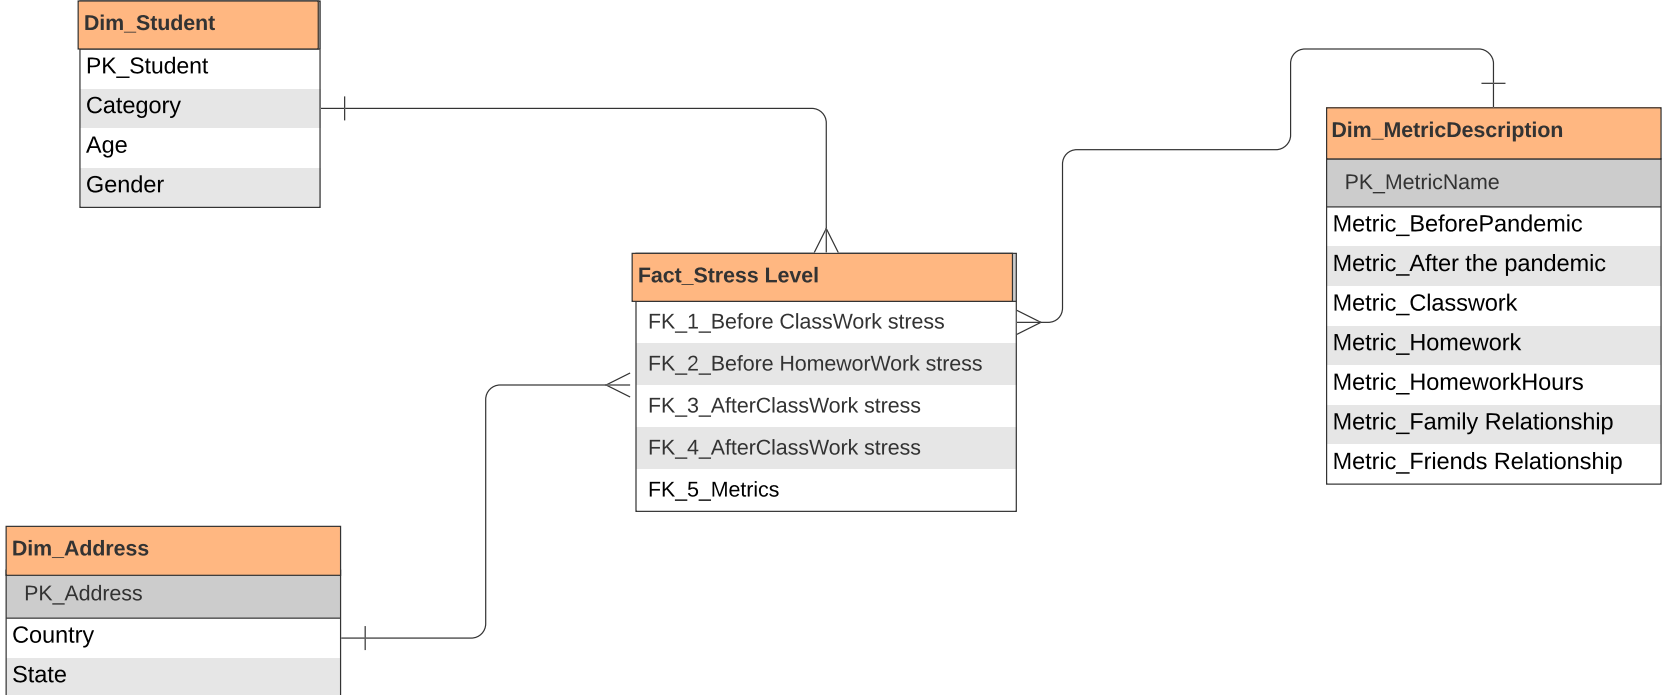 Dim_Student
PK_Student
Category
Age
Gender
Dim_MetricDescription
PK_MetricName
Metric_BeforePandemic
Metric_After the pandemic
Metric_Classwork
Metric_Homework
Metric_HomeworkHours
Metric_Family Relationship
Metric_Friends Relationship
Fact_Stress Level
FK_1_Before ClassWork stress
FK_2_Before HomeworWork stress
FK_3_AfterClassWork stress
FK_4_AfterClassWork stress
FK_5_Metrics
Dim_Address
PK_Address
Country
State